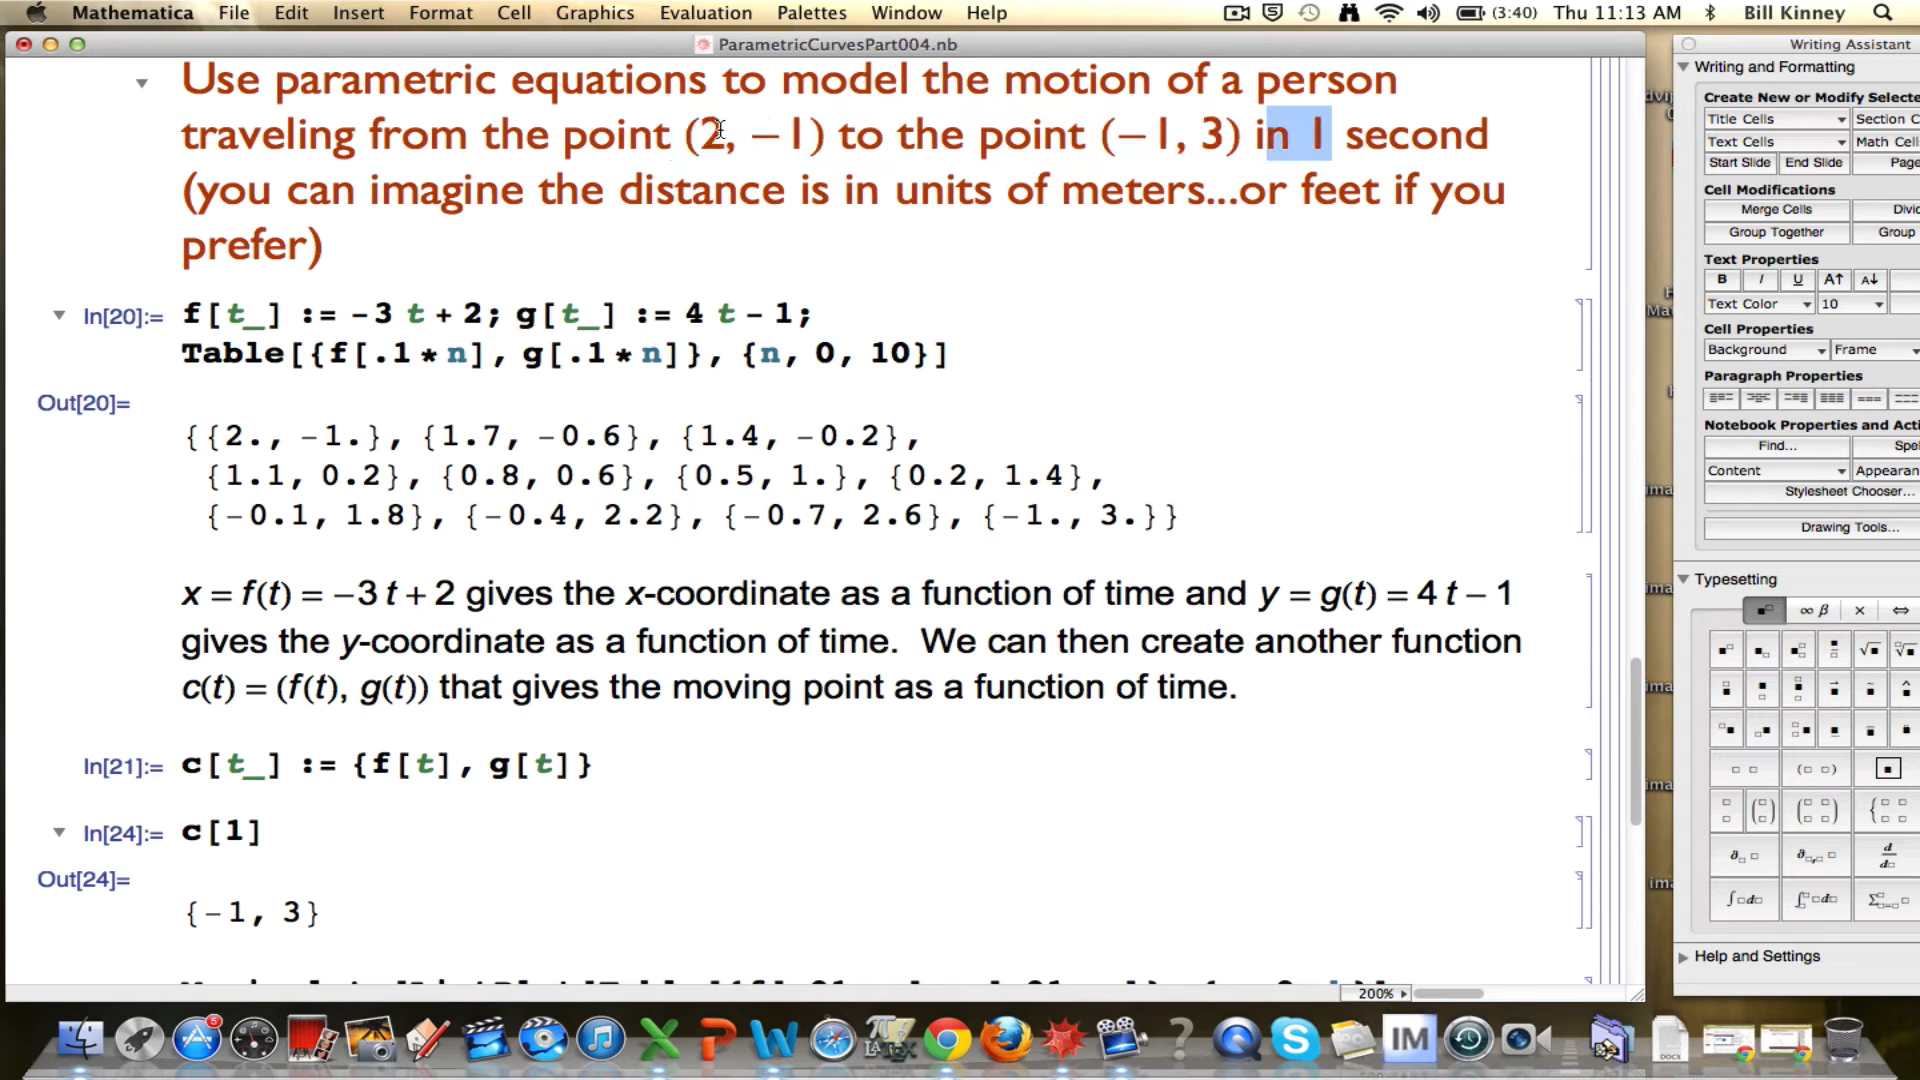 Mathematica File Edit Insert Format Cell Graphics Evaluation Palettes Window Help (3:40) Thu 11:13 AM Bill Kinney
ParametricCurvesPart004.nb
Use parametric equations to model the motion of a person
traveling from the point (2, −1) to the point (−1, 3) in 1 second
(you can imagine the distance is in units of meters...or feet if you
prefer)
In[20]:= f[t_] := -3 t + 2; g[t_] := 4 t - 1;
Table[{f[.1 * n], g[.1 * n]}, {n, 0, 10}]
Out[20]=
{{2., -1.}, {1.7, -0.6}, {1.4, -0.2},
{1.1, 0.2}, {0.8, 0.6}, {0.5, 1.}, {0.2, 1.4},
{-0.1, 1.8}, {-0.4, 2.2}, {-0.7, 2.6}, {-1., 3.}}
x = f(t) = −3 t + 2 gives the x-coordinate as a function of time and y = g(t) = 4 t − 1
gives the y-coordinate as a function of time. We can then create another function
c(t) = (f(t), g(t)) that gives the moving point as a function of time.
In[21]:= c[t_] := {f[t], g[t]}
In[24]:= c[1]
Out[24]=
{-1, 3}
200%
Writing Assistant
Writing and Formatting
Create New or Modify Selecte
Title Cells Section C
Text Cells Math Cell
Start Slide End Slide Page
Cell Modifications
Merge Cells Divid
Group Together Group
Text Properties
B I U A↑ A↓
Text Color 10
Cell Properties
Background Frame
Paragraph Properties
Notebook Properties and Acti
Find... Spel
Content Appearan
Stylesheet Chooser...
Drawing Tools...
Typesetting
∞ β × ⇔
Help and Settings